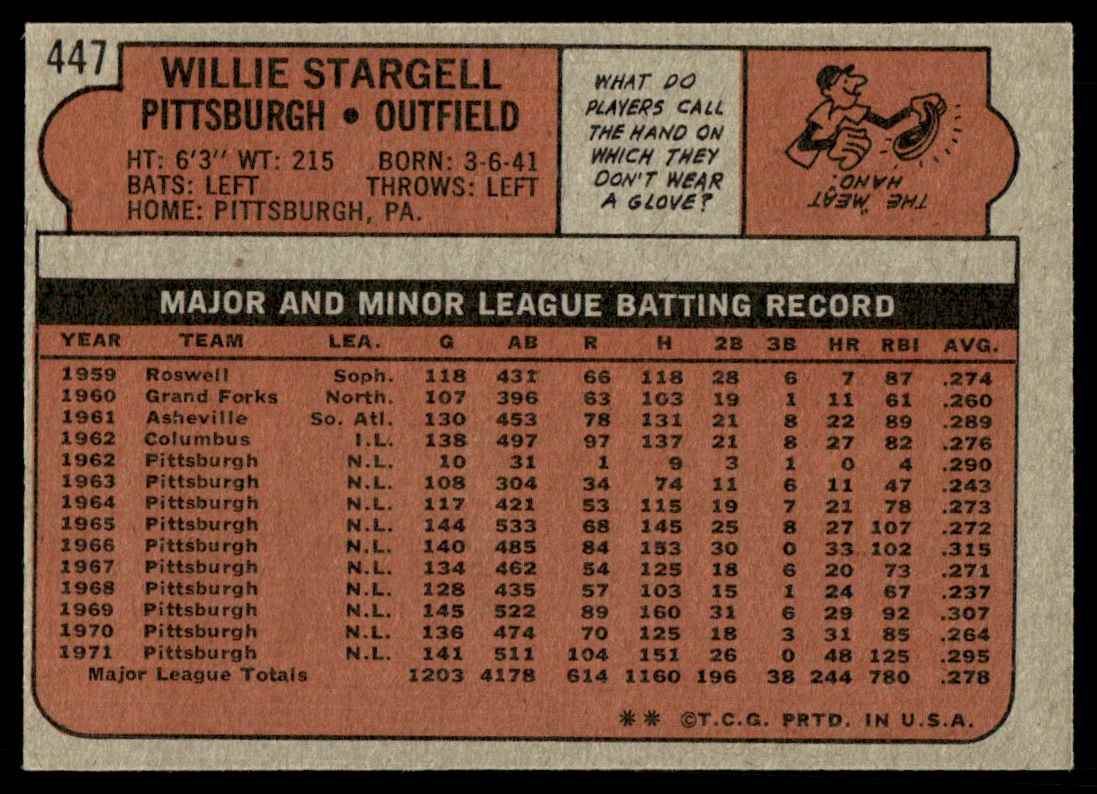 447
WILLIE STARGELL
PITTSBURGH • OUTFIELD
HT: 6'3" WT: 215 BORN: 3-6-41
BATS: LEFT THROWS: LEFT
HOME: PITTSBURGH, PA.
WHAT DO
PLAYERS CALL
THE HAND ON
WHICH THEY
DON'T WEAR
A GLOVE?
THE "MEAT
HAND."
MAJOR AND MINOR LEAGUE BATTING RECORD
YEAR TEAM LEA. G AB R H 2B 3B HR RBI AVG.
1959 Roswell Soph. 118 431 66 118 28 6 7 87 .274
1960 Grand Forks North. 107 396 63 103 19 1 11 61 .260
1961 Asheville So. Atl. 130 453 78 131 21 8 22 89 .289
1962 Columbus I.L. 138 497 97 137 21 8 27 82 .276
1962 Pittsburgh N.L. 10 31 1 9 3 1 0 4 .290
1963 Pittsburgh N.L. 108 304 34 74 11 6 11 47 .243
1964 Pittsburgh N.L. 117 421 53 115 19 7 21 78 .273
1965 Pittsburgh N.L. 144 533 68 145 25 8 27 107 .272
1966 Pittsburgh N.L. 140 485 84 153 30 0 33 102 .315
1967 Pittsburgh N.L. 134 462 54 125 18 6 20 73 .271
1968 Pittsburgh N.L. 128 435 57 103 15 1 24 67 .237
1969 Pittsburgh N.L. 145 522 89 160 31 6 29 92 .307
1970 Pittsburgh N.L. 136 474 70 125 18 3 31 85 .264
1971 Pittsburgh N.L. 141 511 104 151 26 0 48 125 .295
Major League Totals 1203 4178 614 1160 196 38 244 780 .278
** ©T.C.G. PRTD. IN U.S.A.